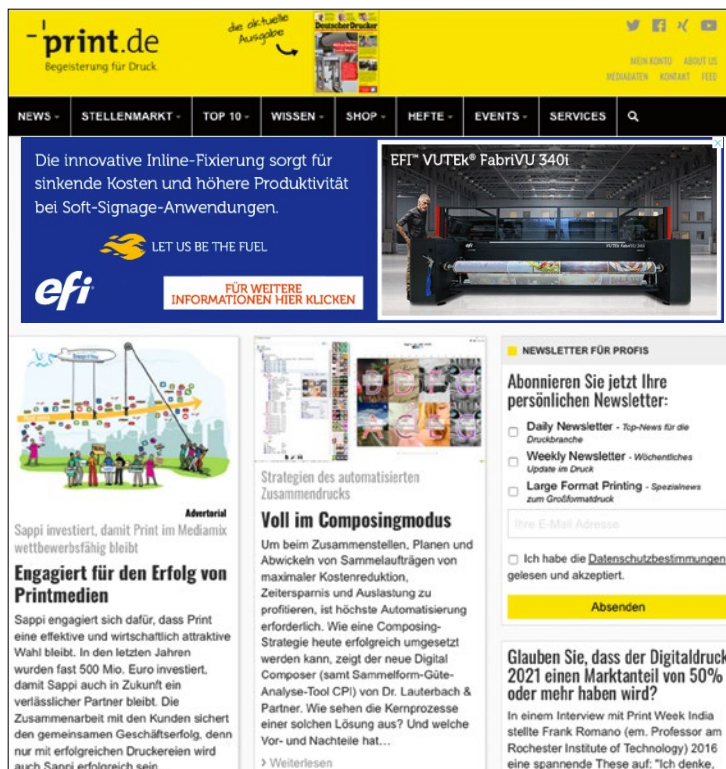 print.de
Begeisterung für Druck.
die aktuelle
Ausgabe
Deutscher Drucker
MEIN KONTO ABOUT US
MEDIADATEN KONTAKT FEED
NEWS STELLENMARKT TOP 10 WISSEN SHOP HEFTE EVENTS SERVICES
Die innovative Inline-Fixierung sorgt für
sinkende Kosten und höhere Produktivität
bei Soft-Signage-Anwendungen.
LET US BE THE FUEL
efi
FÜR WEITERE
INFORMATIONEN HIER KLICKEN
EFI™ VUTEk® FabriVU 340i
efi
VUTEk FabriVU 340
Advertorial
Sappi investiert, damit Print im Mediamix
wettbewerbsfähig bleibt
Engagiert für den Erfolg von
Printmedien
Sappi engagiert sich dafür, dass Print
eine effektive und wirtschaftlich attraktive
Wahl bleibt. In den letzten Jahren
wurden fast 500 Mio. Euro investiert,
damit Sappi auch in Zukunft ein
verlässlicher Partner bleibt. Die
Zusammenarbeit mit den Kunden sichert
den gemeinsamen Geschäftserfolg, denn
nur mit erfolgreichen Druckereien wird
auch Sappi erfolgreich sein
Strategien des automatisierten
Zusammendrucks
Voll im Composingmodus
Um beim Zusammenstellen, Planen und
Abwickeln von Sammelaufträgen von
maximaler Kostenreduktion,
Zeitersparnis und Auslastung zu
profitieren, ist höchste Automatisierung
erforderlich. Wie eine Composing-
Strategie heute erfolgreich umgesetzt
werden kann, zeigt der neue Digital
Composer (samt Sammelform-Güte-
Analyse-Tool CPI) von Dr. Lauterbach &
Partner. Wie sehen die Kernprozesse
einer solchen Lösung aus? Und welche
Vor- und Nachteile hat...
> Weiterlesen
NEWSLETTER FÜR PROFIS
Abonnieren Sie jetzt Ihre
persönlichen Newsletter:
Daily Newsletter - Top-News für die
Druckbranche
Weekly Newsletter - Wöchentliches
Update im Druck
Large Format Printing - Spezialnews
zum Großformatdruck
Ihre E-Mail Adresse
Ich habe die Datenschutzbestimmungen
gelesen und akzeptiert.
Absenden
Glauben Sie, dass der Digitaldruck
2021 einen Marktanteil von 50%
oder mehr haben wird?
In einem Interview mit Print Week India
stellte Frank Romano (em. Professor am
Rochester Institute of Technology) 2016
eine spannende These auf: "Ich denke,